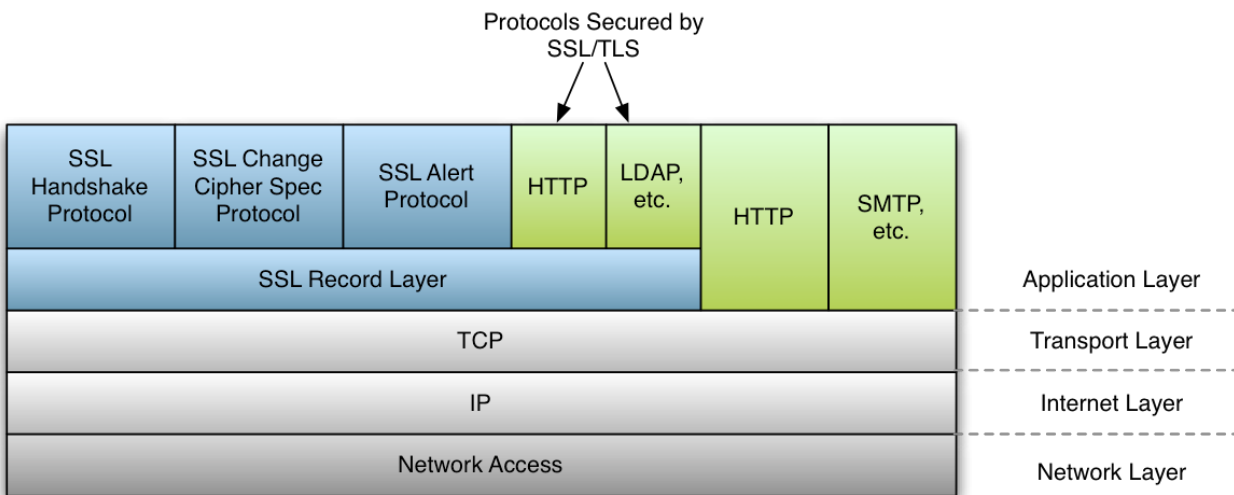 Protocols Secured by
SSL/TLS
SSL
Handshake
Protocol
SSL Change
Cipher Spec
Protocol
SSL Alert
Protocol
HTTP
LDAP,
etc.
HTTP
SMTP,
etc.
SSL Record Layer
Application Layer
TCP
Transport Layer
IP
Internet Layer
Network Access
Network Layer